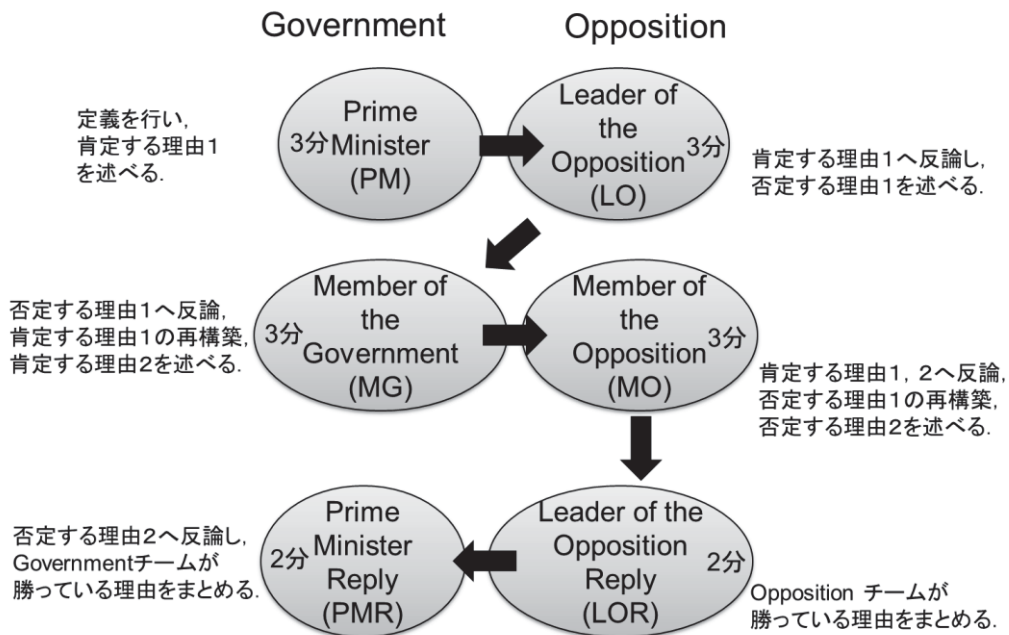 Government
Opposition
定義を行い,
肯定する理由1
を述べる.
3分
Prime
Minister
(PM)
Leader of
the
Opposition
(LO)
3分
肯定する理由1へ反論し,
否定する理由1を述べる.
否定する理由1へ反論,
肯定する理由1の再構築,
肯定する理由2を述べる.
3分
Member of
the
Government
(MG)
Member of
the
Opposition
(MO)
3分
肯定する理由1, 2へ反論,
否定する理由1の再構築,
否定する理由2を述べる.
Leader of the
Opposition
Reply
(LOR)
2分
Opposition チームが
勝っている理由をまとめる.
否定する理由2へ反論し,
Governmentチームが
勝っている理由をまとめる.
2分
Prime
Minister
Reply
(PMR)